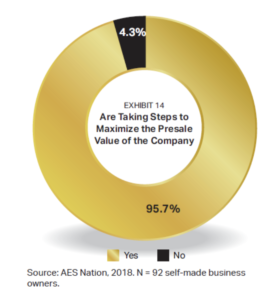 4.3%
EXHIBIT 14
Are Taking Steps to
Maximize the Presale
Value of the Company
95.7%
Yes No
Source: AES Nation, 2018. N = 92 self-made business
owners.